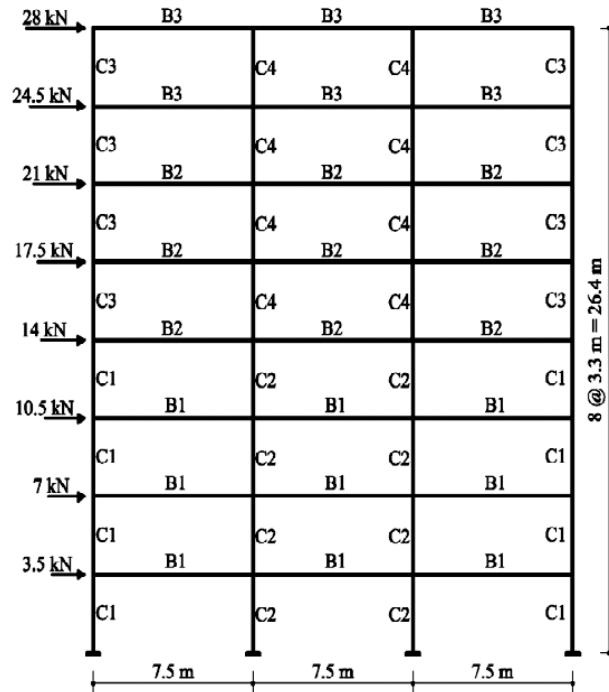 28 kN B3 B3 B3
C3 C4 C4 C3
24.5 kN B3 B3 B3
C3 C4 C4 C3
21 kN B2 B2 B2
C3 C4 C4 C3
17.5 kN B2 B2 B2
C3 C4 C4 C3
14 kN B2 B2 B2
C1 C2 C2 C1
10.5 kN B1 B1 B1
C1 C2 C2 C1
7 kN B1 B1 B1
C1 C2 C2 C1
3.5 kN B1 B1 B1
C1 C2 C2 C1
8 @ 3.3 m = 26.4 m
7.5 m 7.5 m 7.5 m